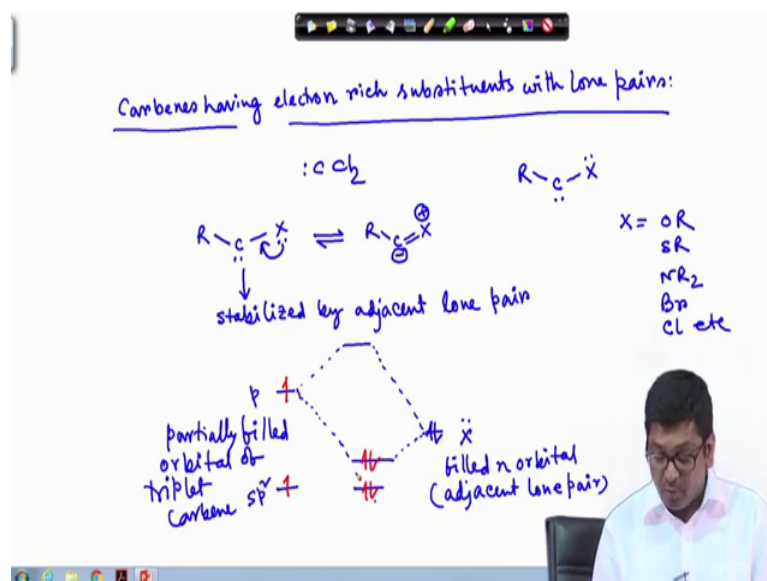 Carbenes having electron rich substituents with lone pairs:
:CCl2
R-C-Ẍ
R-C-X ⇌ R-C=X
X = OR
SR
NR2
Br
Cl etc
stabilized by adjacent lone pair
p
Ẍ
partially filled
orbital of
triplet
carbene sp²
filled n orbital
(adjacent lone pair)